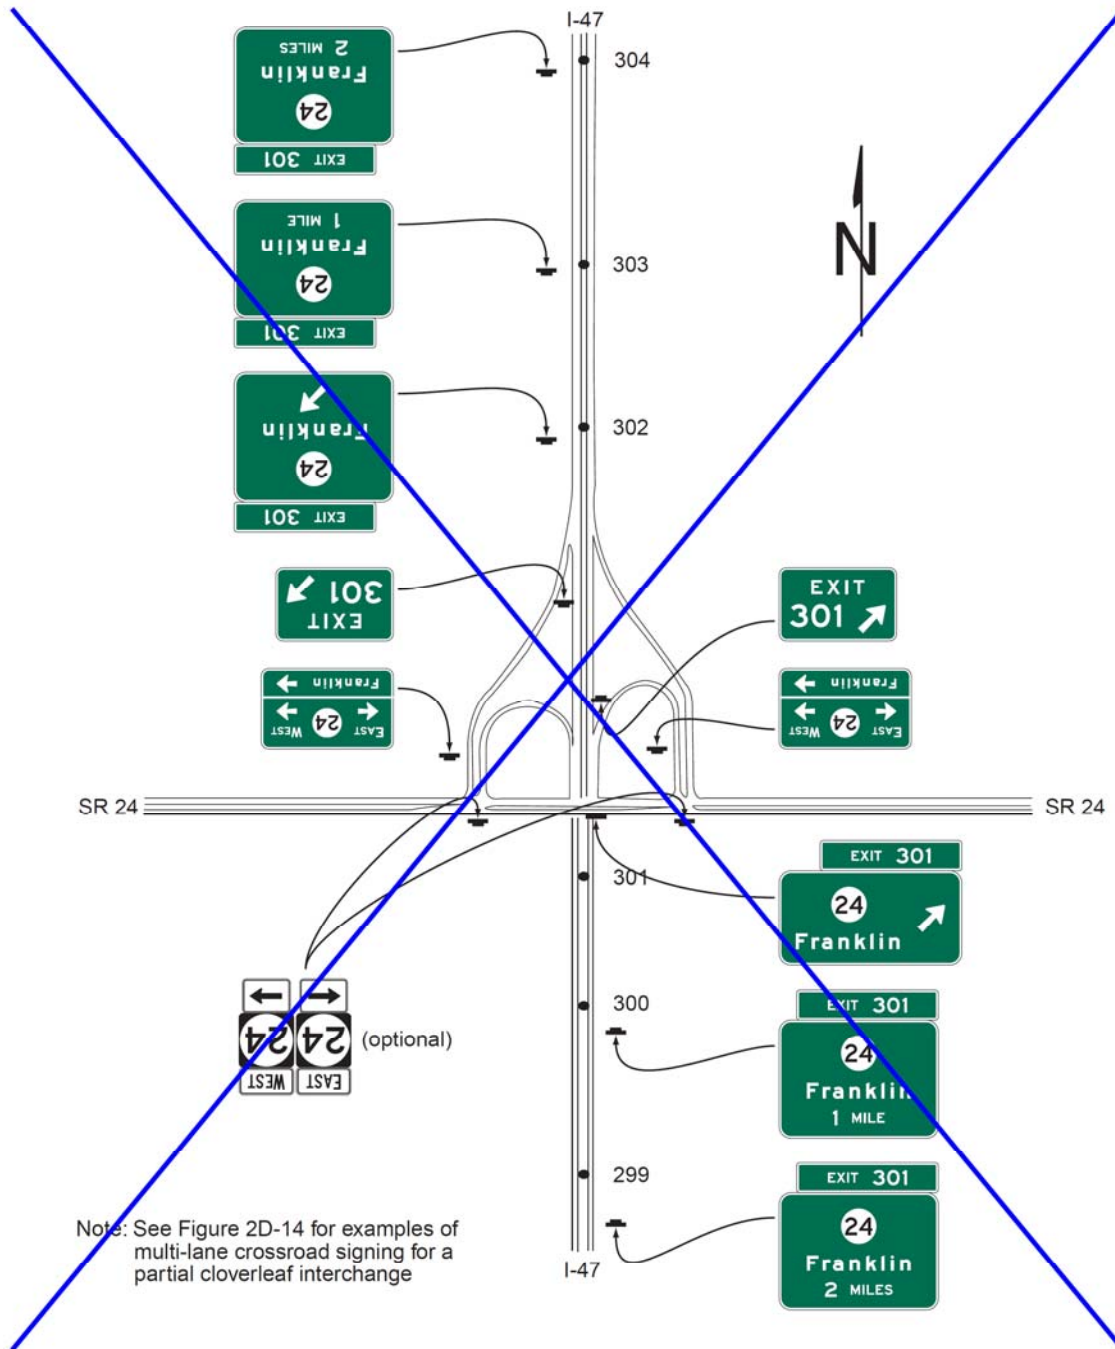 I-47
2 MILES
Franklin
24
EXIT 301
304
N
1 MILE
Franklin
24
EXIT 301
303
Franklin
24
EXIT 301
302
EXIT
301
EXIT
301
Franklin
EAST 24 WEST
Franklin
EAST 24 WEST
SR 24
SR 24
EXIT 301
24
Franklin
301
EXIT 301
24
Franklin
1 MILE
300
24 24
WEST EAST
(optional)
EXIT 301
24
Franklin
2 MILES
299
Note: See Figure 2D-14 for examples of
multi-lane crossroad signing for a
partial cloverleaf interchange
I-47